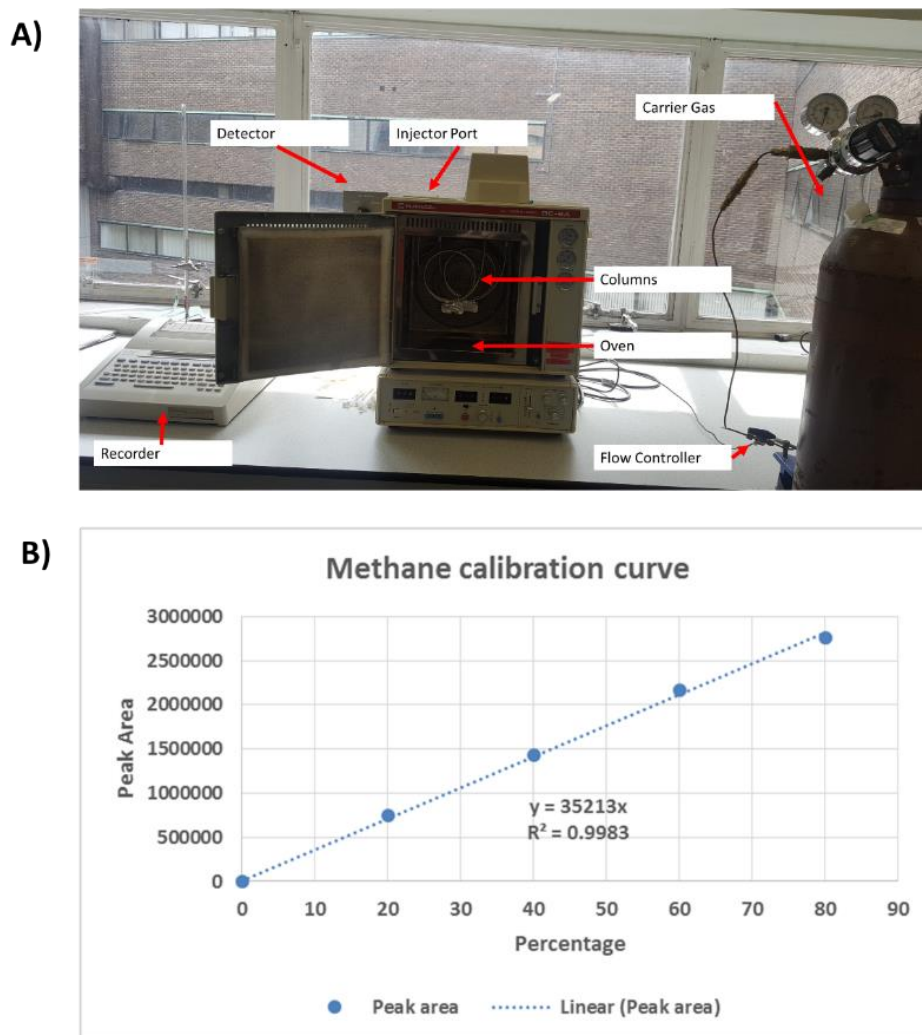 A)
Carrier Gas
Detector
Injector Port
Columns
Oven
Recorder
Flow Controller
B)
Methane calibration curve
3000000
2500000
2000000
1500000
1000000
500000
0
Peak Area
y = 35213x
R² = 0.9983
0 10 20 30 40 50 60 70 80 90
Percentage
Peak area Linear (Peak area)